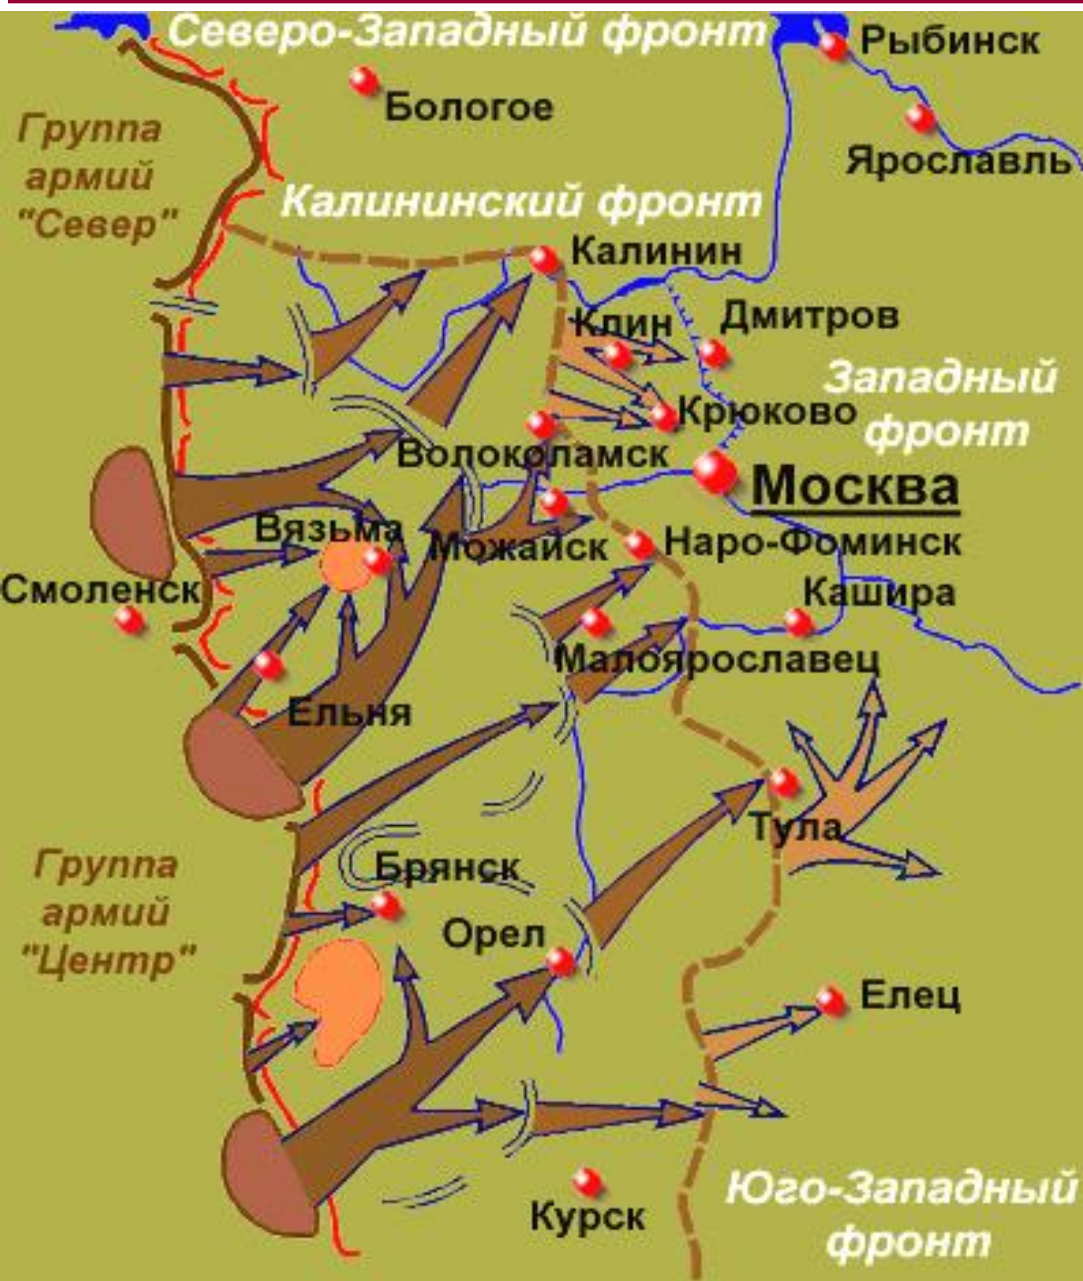 Северо-Западный фронт
Рыбинск
Бологое
Ярославль
Группа
армий
"Север"
Калининский фронт
Калинин
Клин
Дмитров
Западный
фронт
Крюково
Волоколамск
Москва
Вязьма
Можайск
Наро-Фоминск
Смоленск
Кашира
Малоярославец
Ельня
Тула
Группа
армий
"Центр"
Брянск
Орел
Елец
Юго-Западный
фронт
Курск